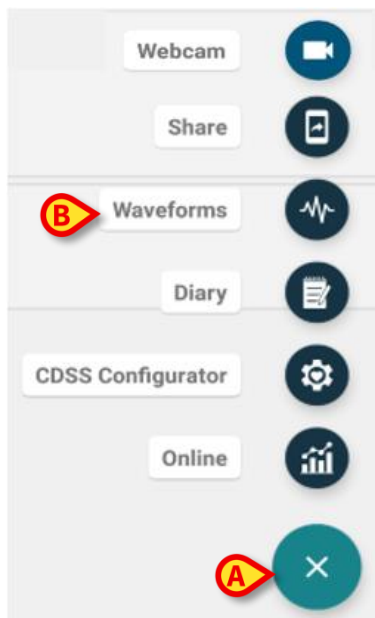 Webcam
Share
B Waveforms
Diary
CDSS Configurator
Online
A